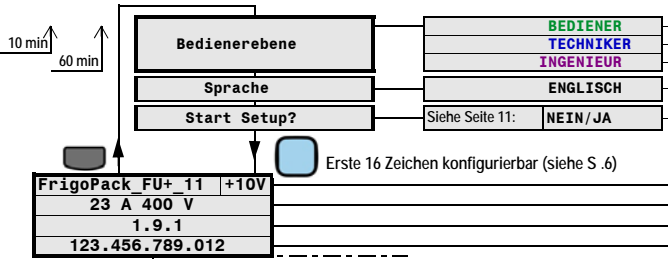 BEDIENER
10 min
Bedienerebene
TECHNIKER
60 min
INGENIEUR
Sprache
ENGLISCH
Start Setup?
Siehe Seite 11:
NEIN/JA
Erste 16 Zeichen konfigurierbar (siehe S .6)
FrigoPack_FU+_11
+10V
23 A 400 V
1.9.1
123.456.789.012